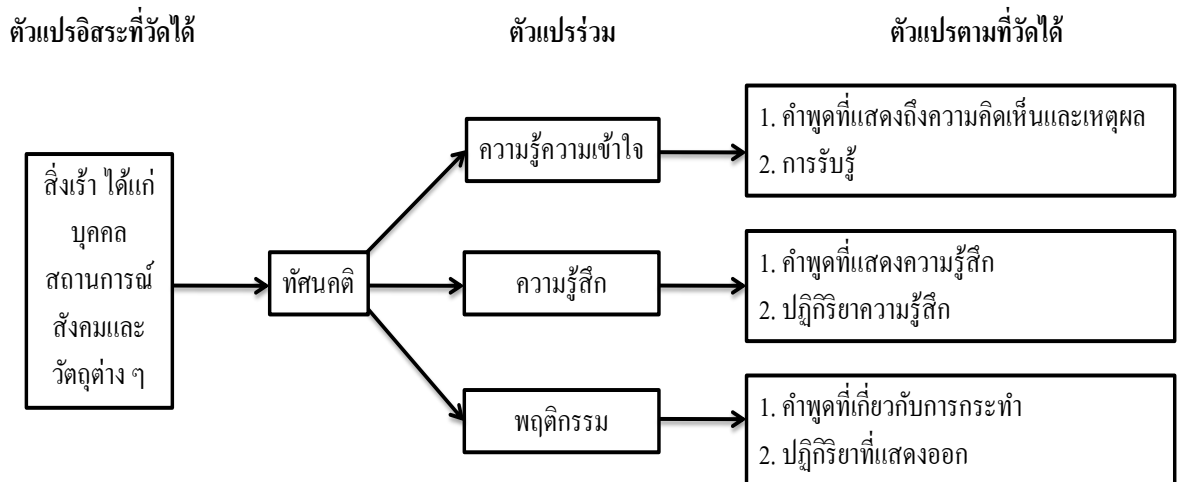 ตัวแปรอิสระที่วัดได้
ตัวแปรร่วม
ตัวแปรตามที่วัดได้
สิ่งเร้า ได้แก่
บุคคล
สถานการณ์
สังคมและ
วัตถุต่าง ๆ
ทัศนคติ
ความรู้ความเข้าใจ
1. คำพูดที่แสดงถึงความคิดเห็นและเหตุผล
2. การรับรู้
ความรู้สึก
1. คำพูดที่แสดงความรู้สึก
2. ปฏิกิริยาความรู้สึก
พฤติกรรม
1. คำพูดที่เกี่ยวกับการกระทำ
2. ปฏิกิริยาที่แสดงออก